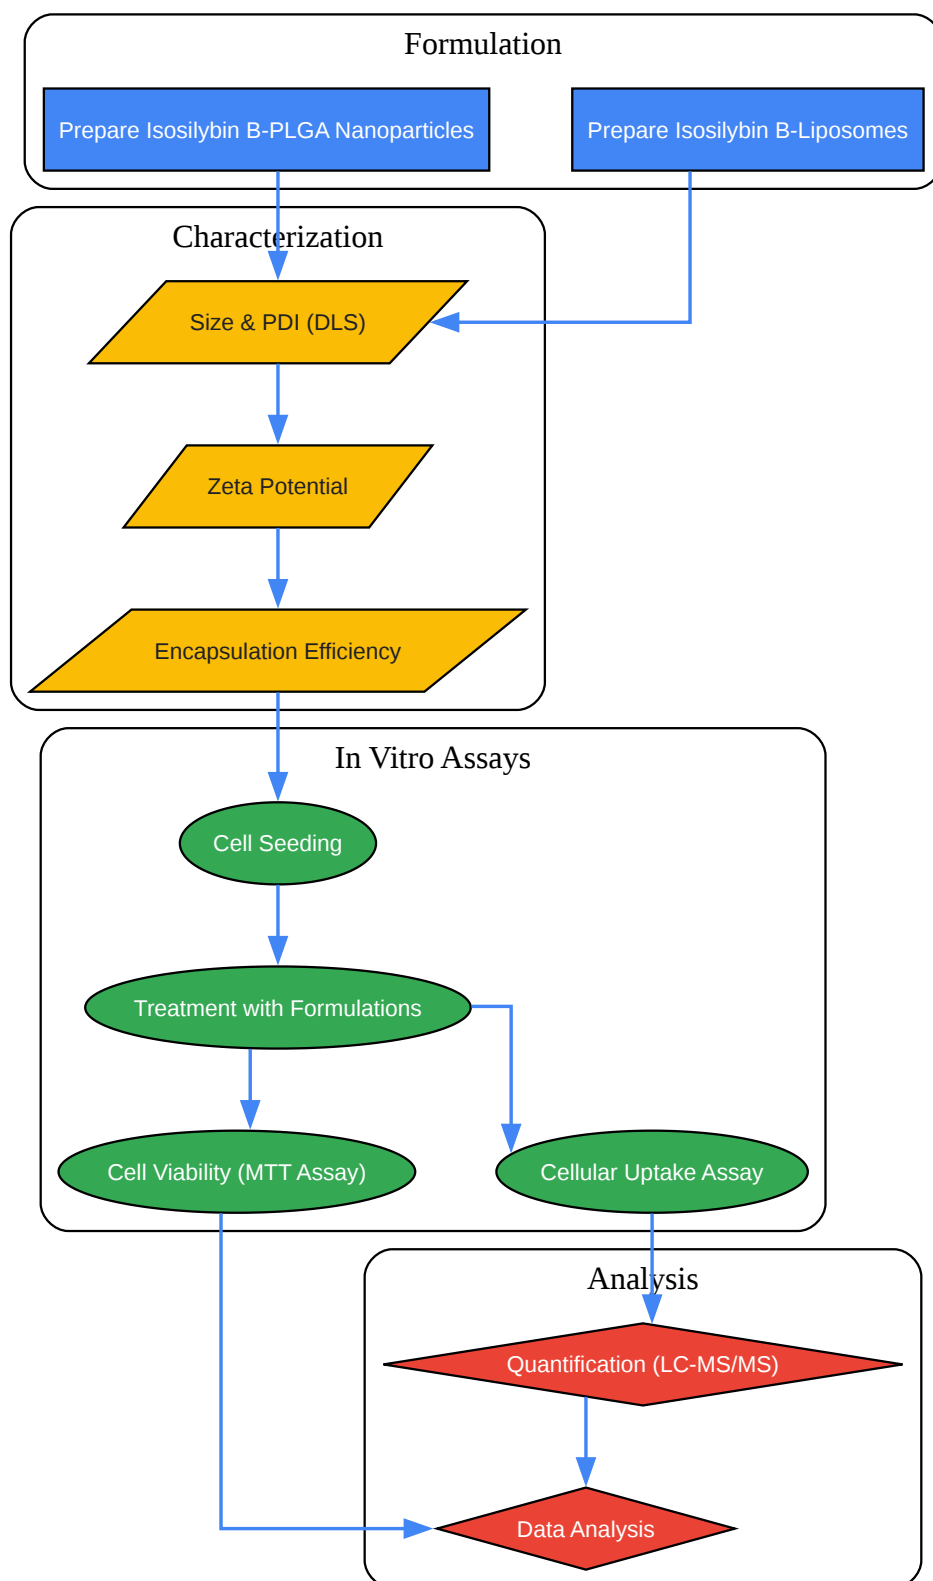 Formulation
Prepare Isosilybin B-PLGA Nanoparticles
Prepare Isosilybin B-Liposomes
Characterization
Size & PDI (DLS)
Zeta Potential
Encapsulation Efficiency
In Vitro Assays
Cell Seeding
Treatment with Formulations
Cell Viability (MTT Assay)
Cellular Uptake Assay
Analysis
Quantification (LC-MS/MS)
Data Analysis